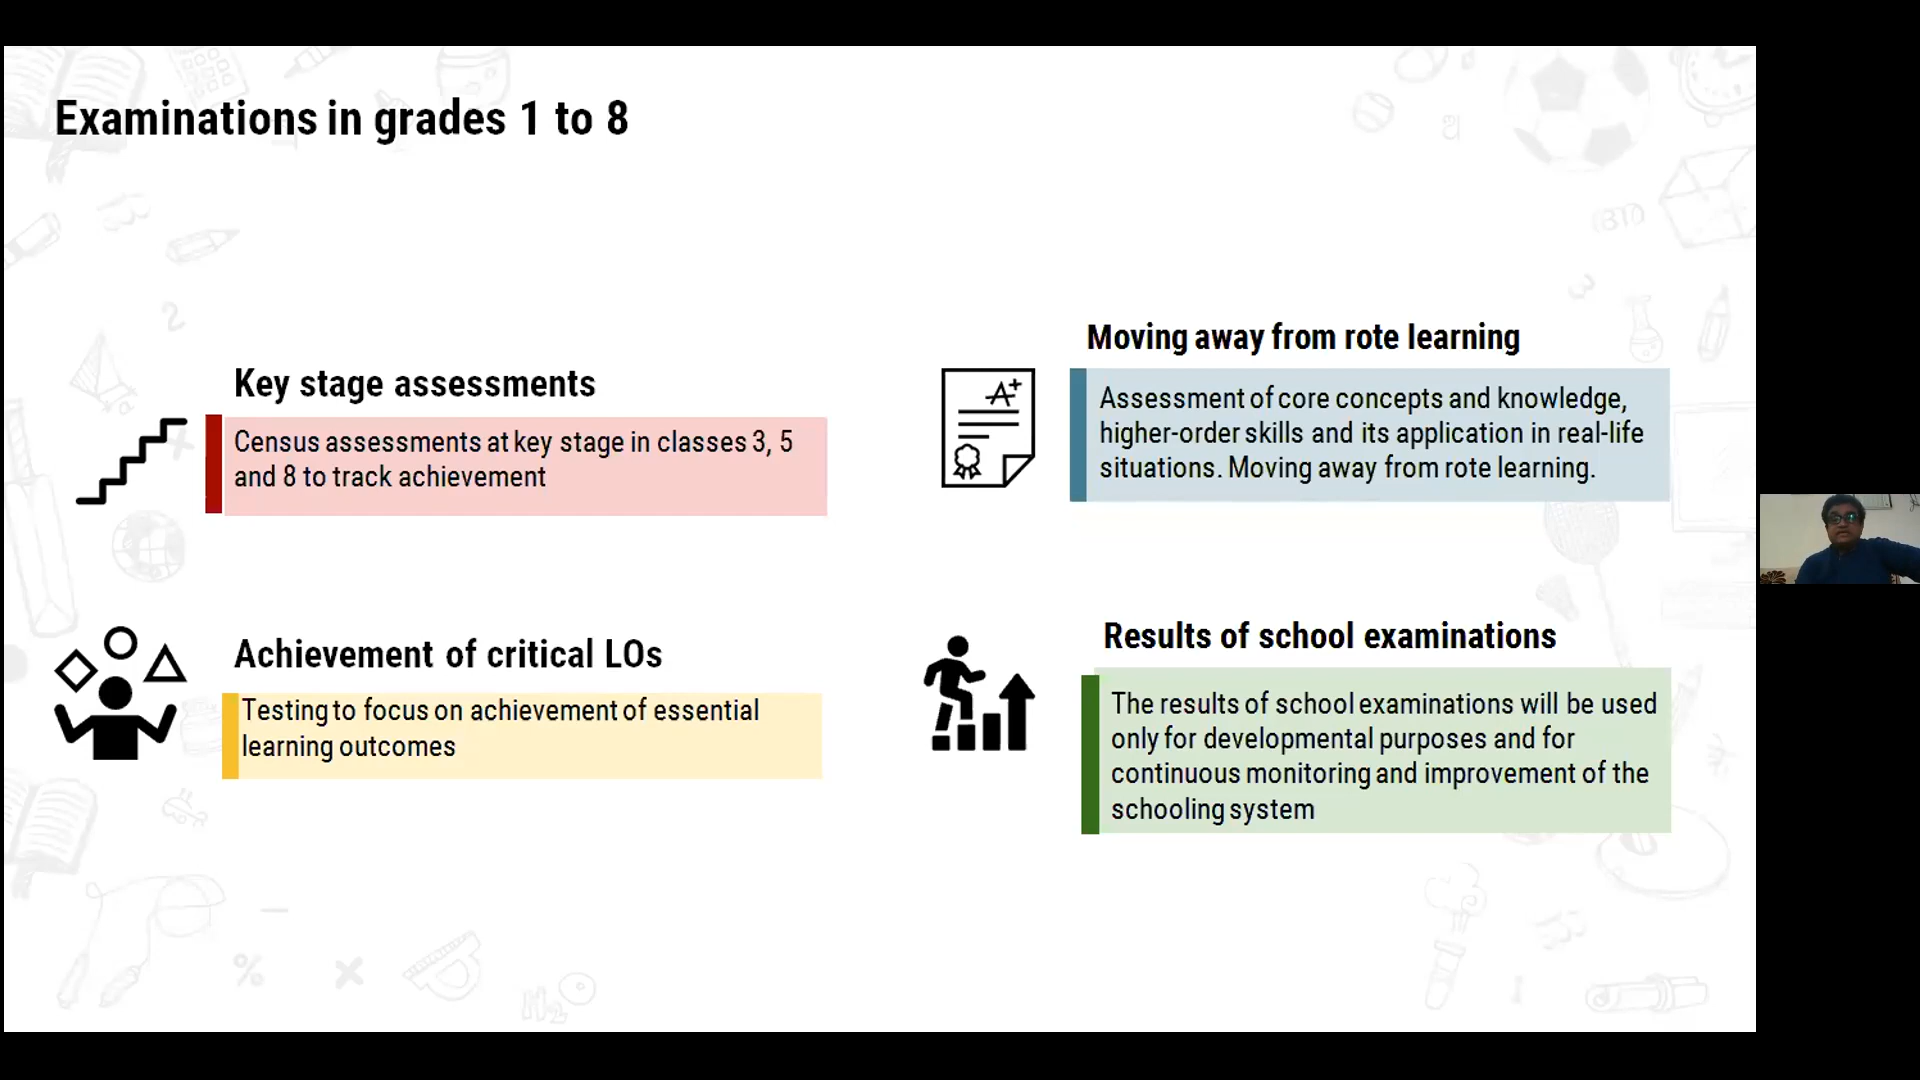 Examinations in grades 1 to 8
Key stage assessments
Census assessments at key stage in classes 3, 5
and 8 to track achievement
Moving away from rote learning
A+
Assessment of core concepts and knowledge,
higher-order skills and its application in real-life
situations. Moving away from rote learning.
Achievement of critical LOs
Testing to focus on achievement of essential
learning outcomes
Results of school examinations
The results of school examinations will be used
only for developmental purposes and for
continuous monitoring and improvement of the
schooling system
2
%
H₂O